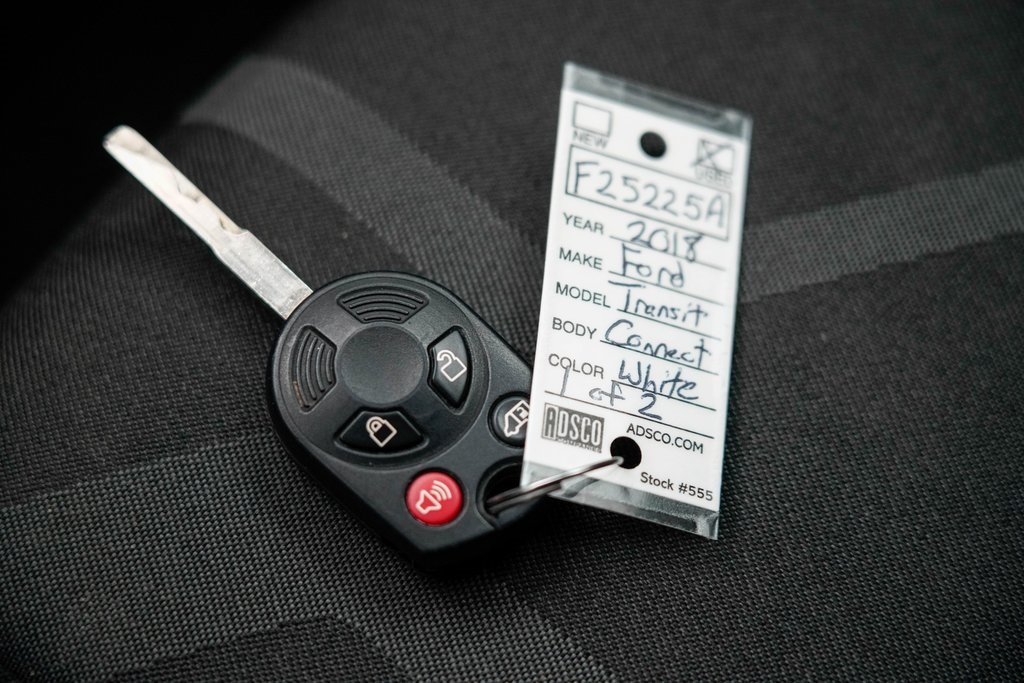 NEW
USED
F25225A
YEAR 2018
MAKE Ford
MODEL Transit
BODY Connect
COLOR White
1 of 2
ADSCO ADSCO.COM
Stock #555